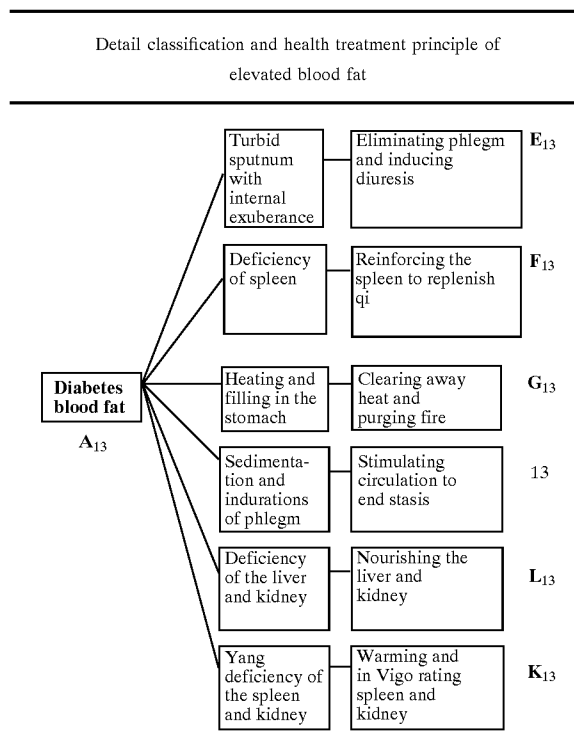 Detail classification and health treatment principle of
elevated blood fat
Turbid
sputnum
with
internal
exuberance
Eliminating phlegm
and inducing
diuresis
E13
Deficiency
of spleen
Reinforcing the
spleen to replenish
qi
F13
Diabetes
blood fat
A13
Heating and
filling in the
stomach
Clearing away
heat and
purging fire
G13
Sedimenta-
tion and
indurations
of phlegm
Stimulating
circulation to
end stasis
13
Deficiency
of the liver
and kidney
Nourishing the
liver and
kidney
L13
Yang
deficiency of
the spleen
and kidney
Warming and
in Vigo rating
spleen and
kidney
K13